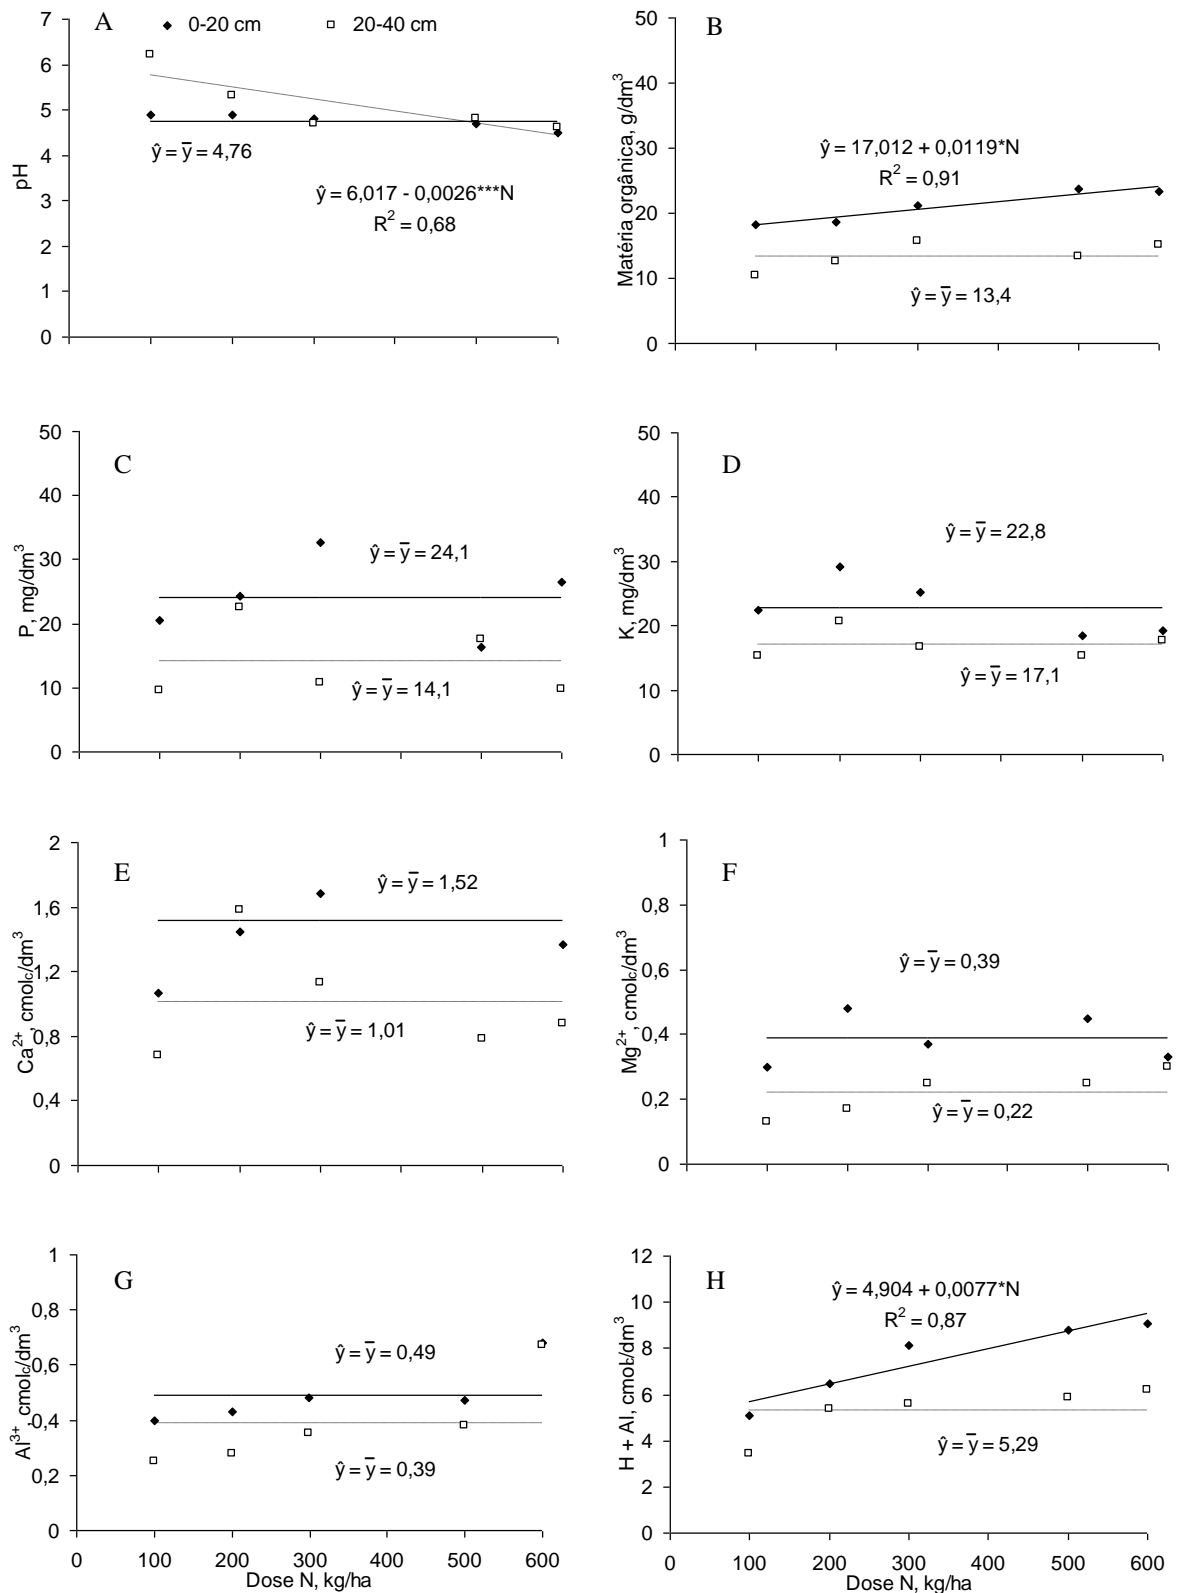 A
0-20 cm
20-40 cm
7
6
5
4
3
2
1
0
pH
ŷ = y̅ = 4,76
ŷ = 6,017 - 0,0026***N
R² = 0,68
B
50
40
30
20
10
0
Matéria orgânica, g/dm³
ŷ = 17,012 + 0,0119*N
R² = 0,91
ŷ = y̅ = 13,4
C
50
40
30
20
10
0
P, mg/dm³
ŷ = y̅ = 24,1
ŷ = y̅ = 14,1
D
50
40
30
20
10
0
K, mg/dm³
ŷ = y̅ = 22,8
ŷ = y̅ = 17,1
E
2
1,6
1,2
0,8
0,4
0
Ca²⁺, cmolc/dm³
ŷ = y̅ = 1,52
ŷ = y̅ = 1,01
F
1
0,8
0,6
0,4
0,2
0
Mg²⁺, cmolc/dm³
ŷ = y̅ = 0,39
ŷ = y̅ = 0,22
G
1
0,8
0,6
0,4
0,2
0
Al³⁺, cmolc/dm³
ŷ = y̅ = 0,49
ŷ = y̅ = 0,39
0 100 200 300 400 500 600
Dose N, kg/ha
H
12
10
8
6
4
2
0
H + Al, cmolc/dm³
ŷ = 4,904 + 0,0077*N
R² = 0,87
ŷ = y̅ = 5,29
0 100 200 300 400 500 600
Dose N, kg/ha